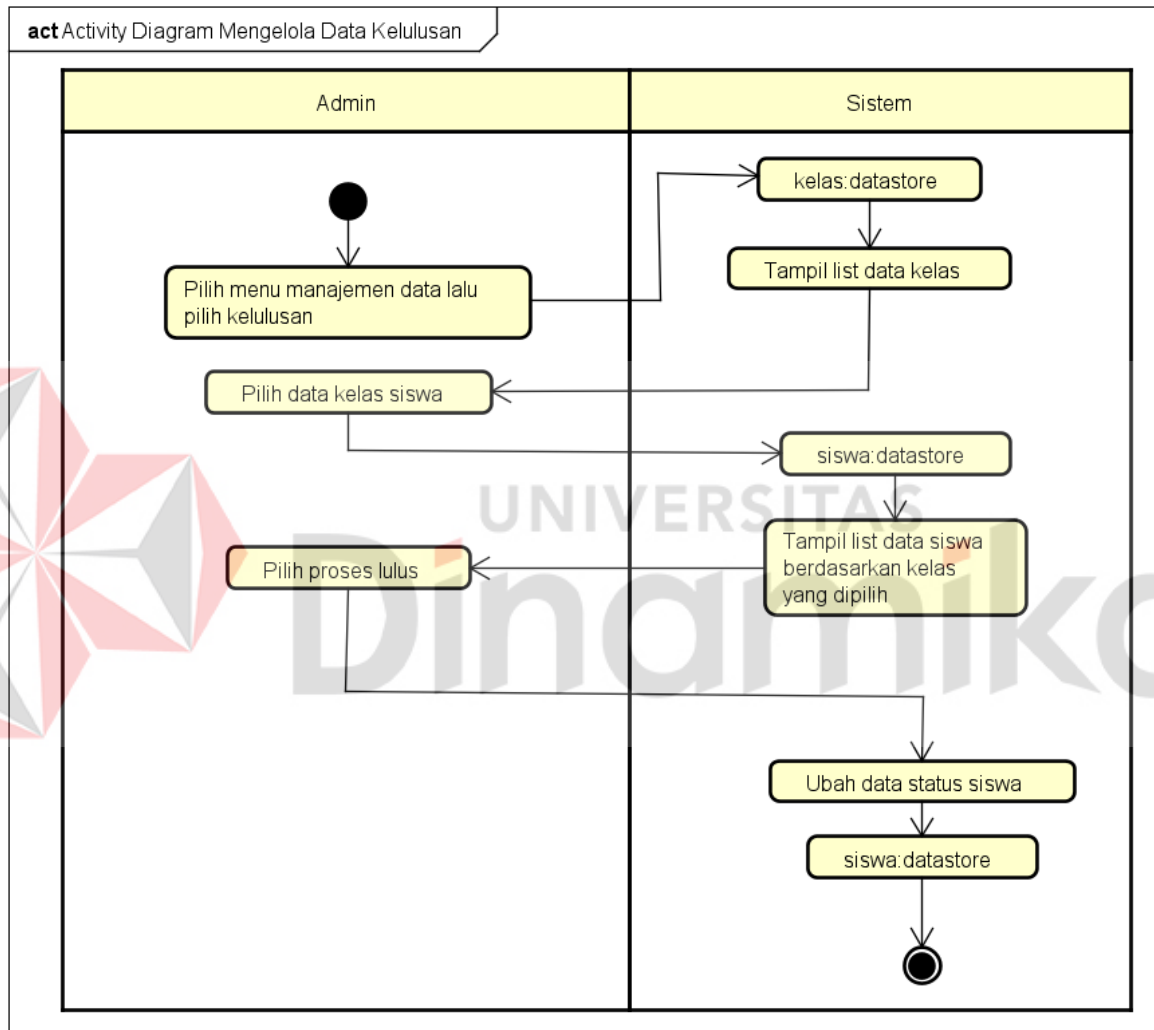 act Activity Diagram Mengelola Data Kelulusan
Admin
Sistem
kelas:datastore
Pilih menu manajemen data lalu
pilih kelulusan
Tampil list data kelas
Pilih data kelas siswa
siswa:datastore
UNIVERSITAS
Dinamika
Tampil list data siswa
berdasarkan kelas
yang dipilih
Pilih proses lulus
Ubah data status siswa
siswa:datastore